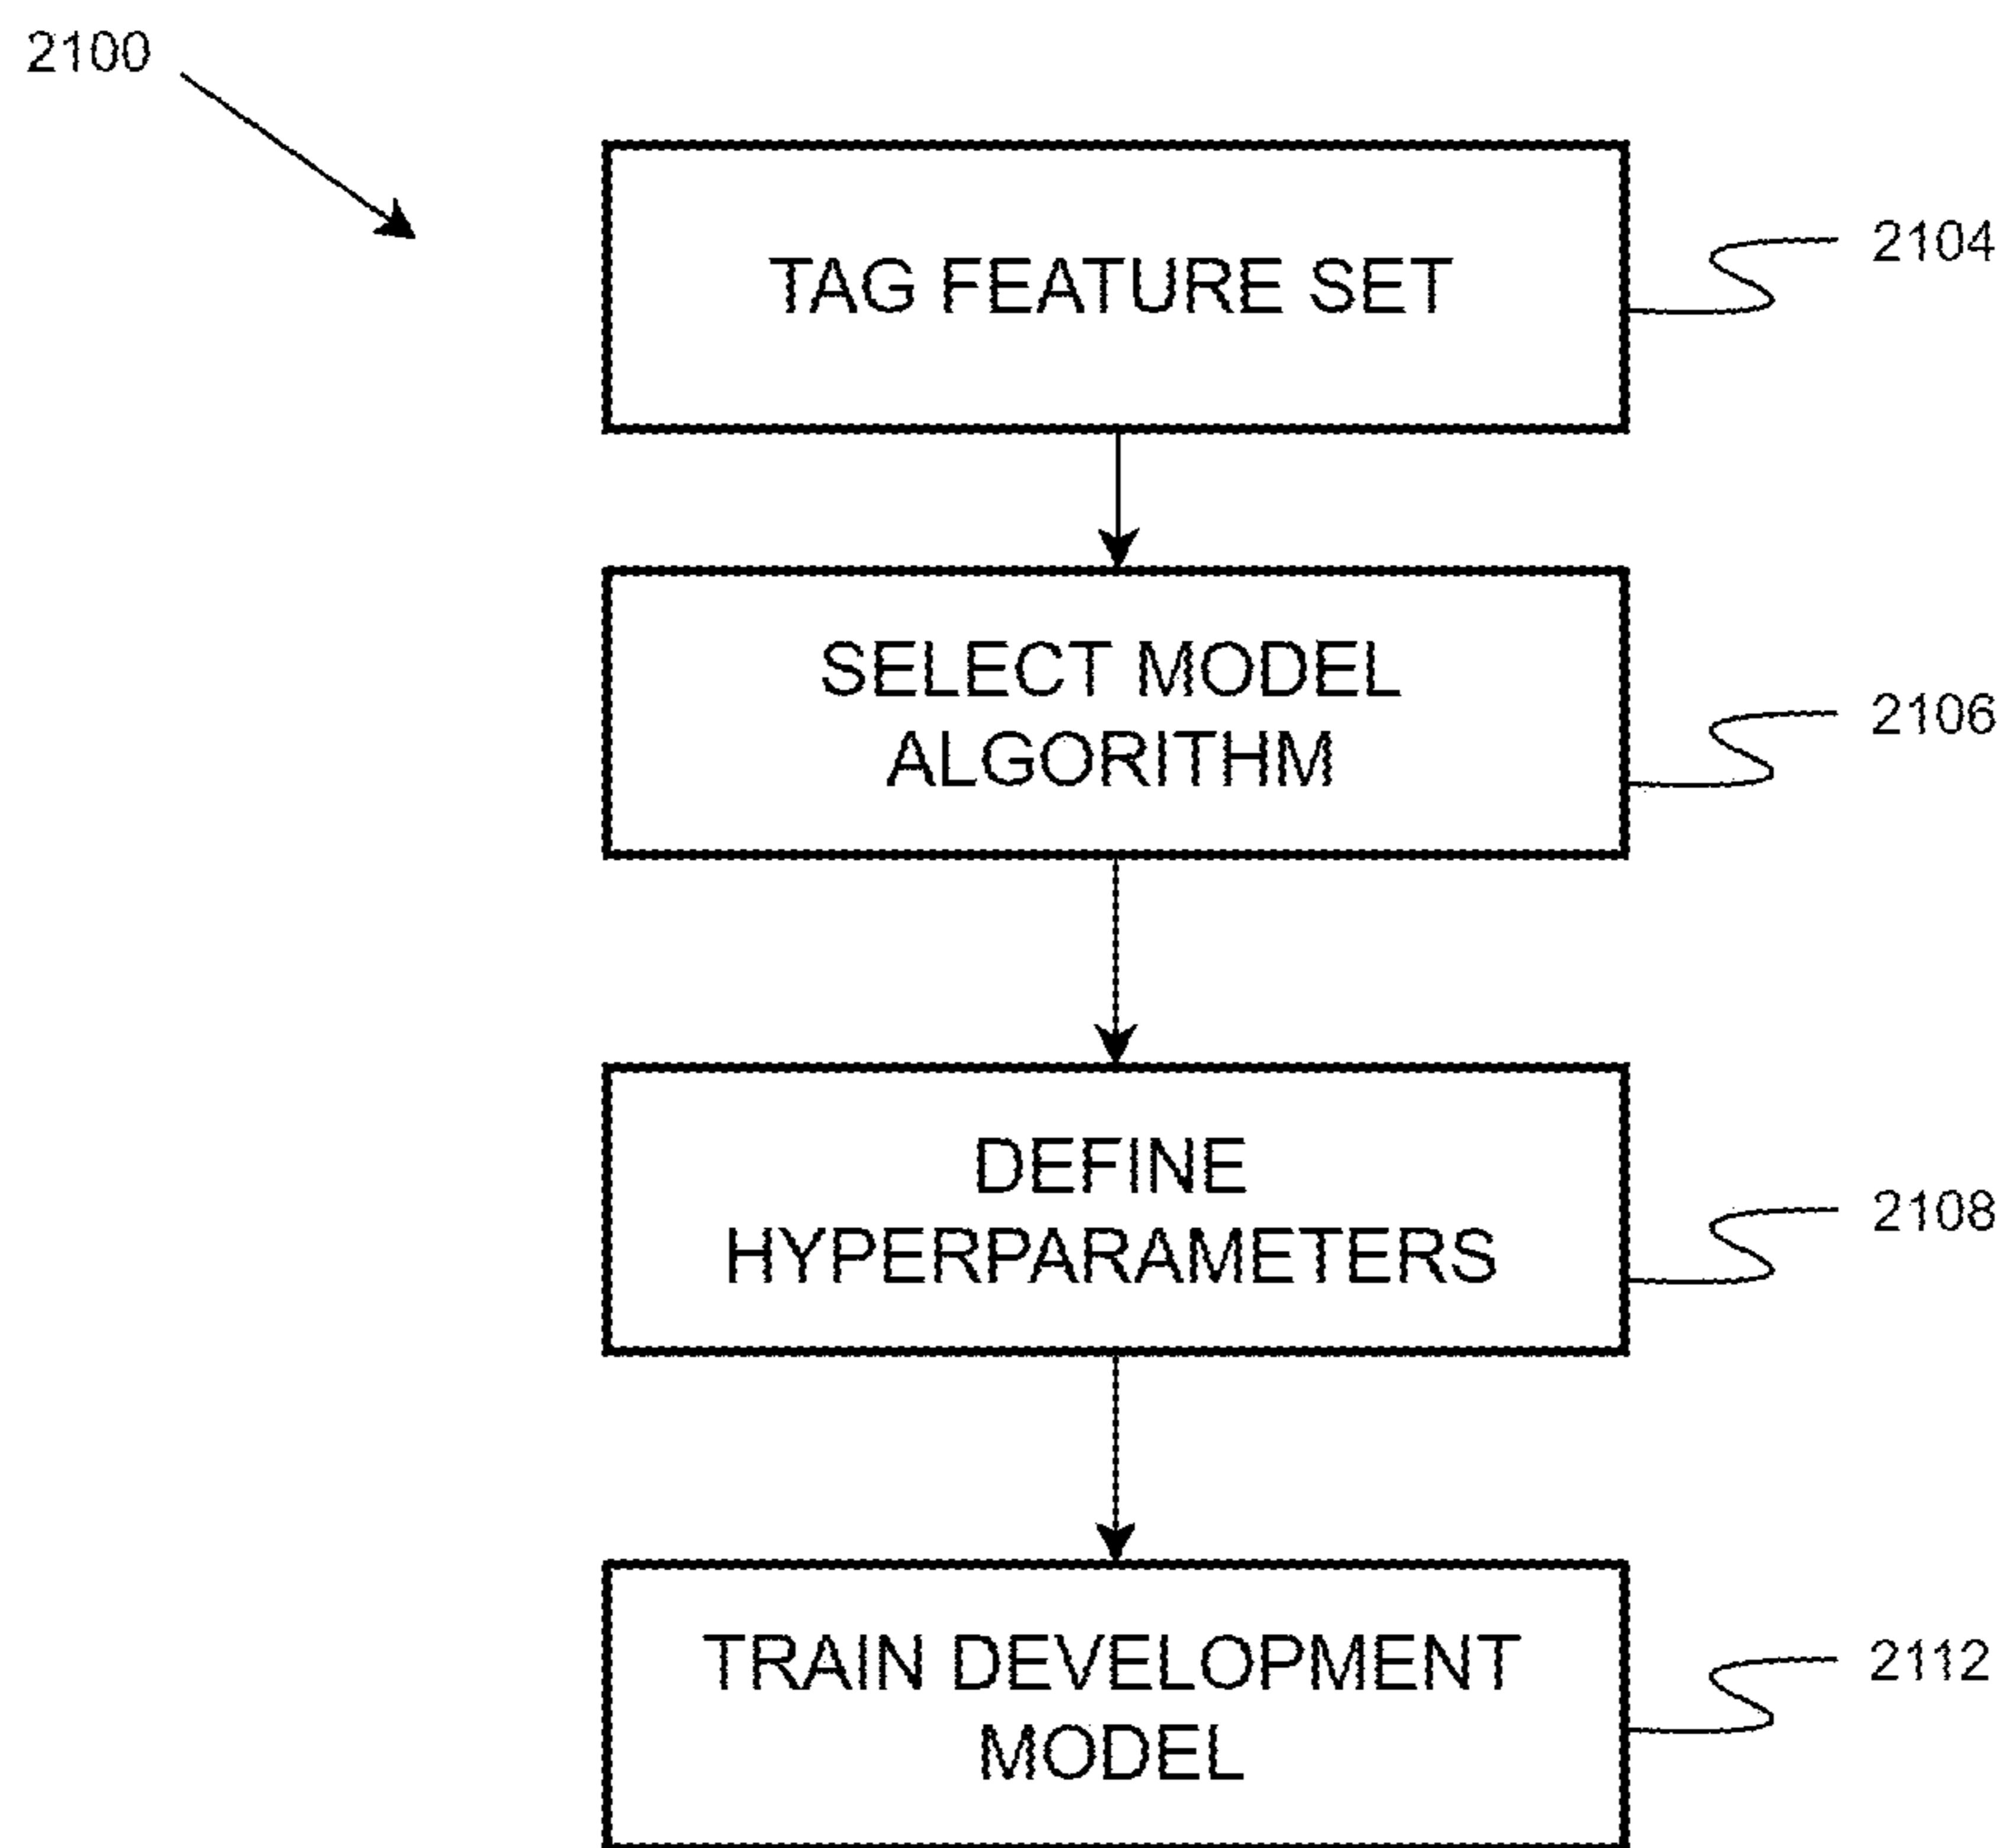 2100
TAG FEATURE SET
2104
SELECT MODEL
ALGORITHM
2106
DEFINE
HYPERPARAMETERS
2108
TRAIN DEVELOPMENT
MODEL
2112